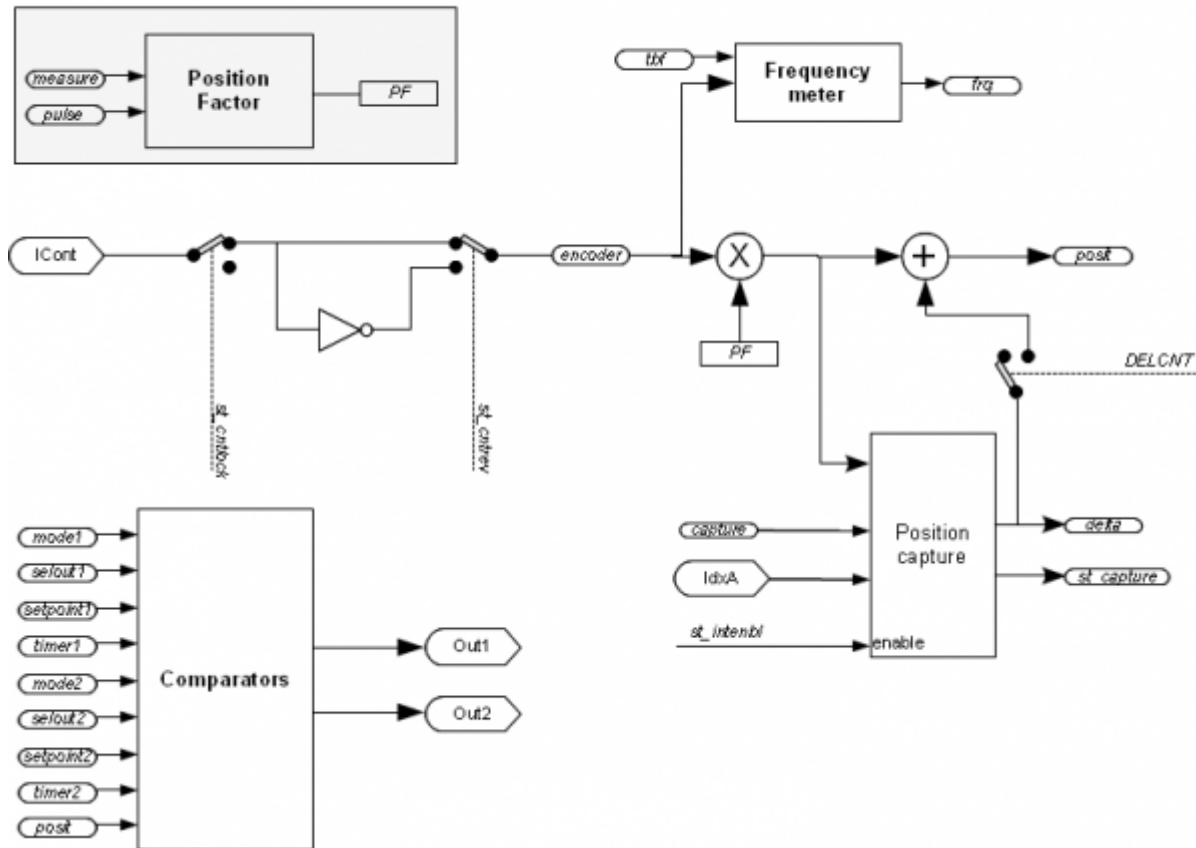 measure
pulse
Position
Factor
PF
tbf
Frequency
meter
frq
ICont
encoder
X
PF
+
posit
DELCNT
st_cntlock
st_cntrev
capture
IdxA
st_intenbl
enable
Position
capture
delta
st_capture
mode1
selout1
setpoint1
timer1
mode2
selout2
setpoint2
timer2
posit
Comparators
Out1
Out2